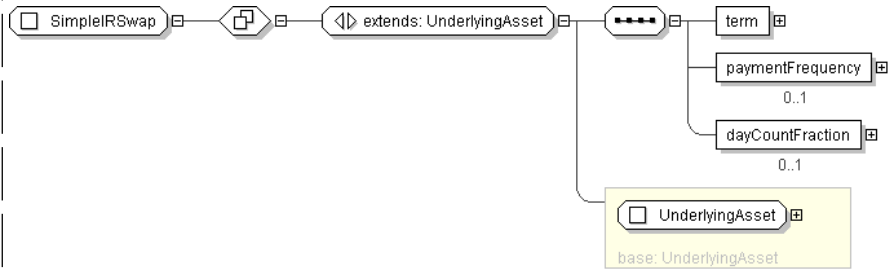 SimpleIRSwap
extends: UnderlyingAsset
term
paymentFrequency
0..1
dayCountFraction
0..1
UnderlyingAsset
base: UnderlyingAsset